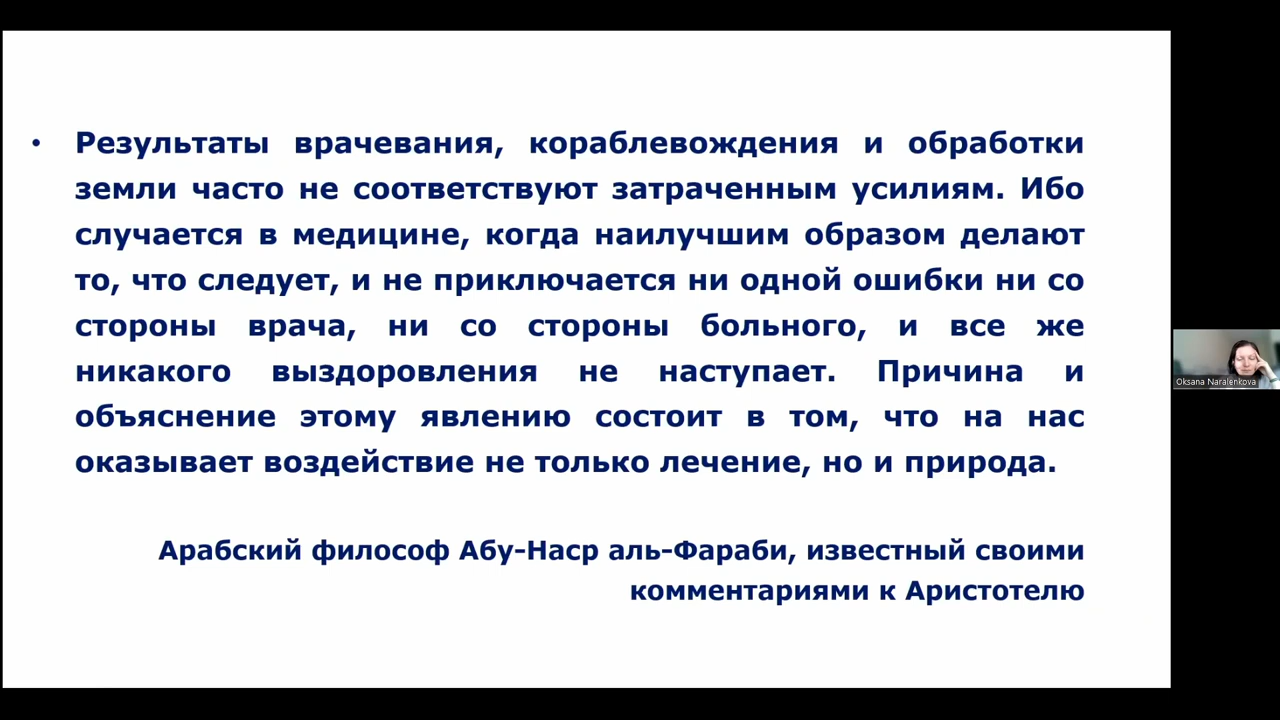 • Результаты врачевания, кораблевождения и обработки
земли часто не соответствуют затраченным усилиям. Ибо
случается в медицине, когда наилучшим образом делают
то, что следует, и не приключается ни одной ошибки ни со
стороны врача, ни со стороны больного, и все же
никакого выздоровления не наступает. Причина и
объяснение этому явлению состоит в том, что на нас
оказывает воздействие не только лечение, но и природа.
Арабский философ Абу-Наср аль-Фараби, известный своими
комментариями к Аристотелю
Oksana Naralenkova